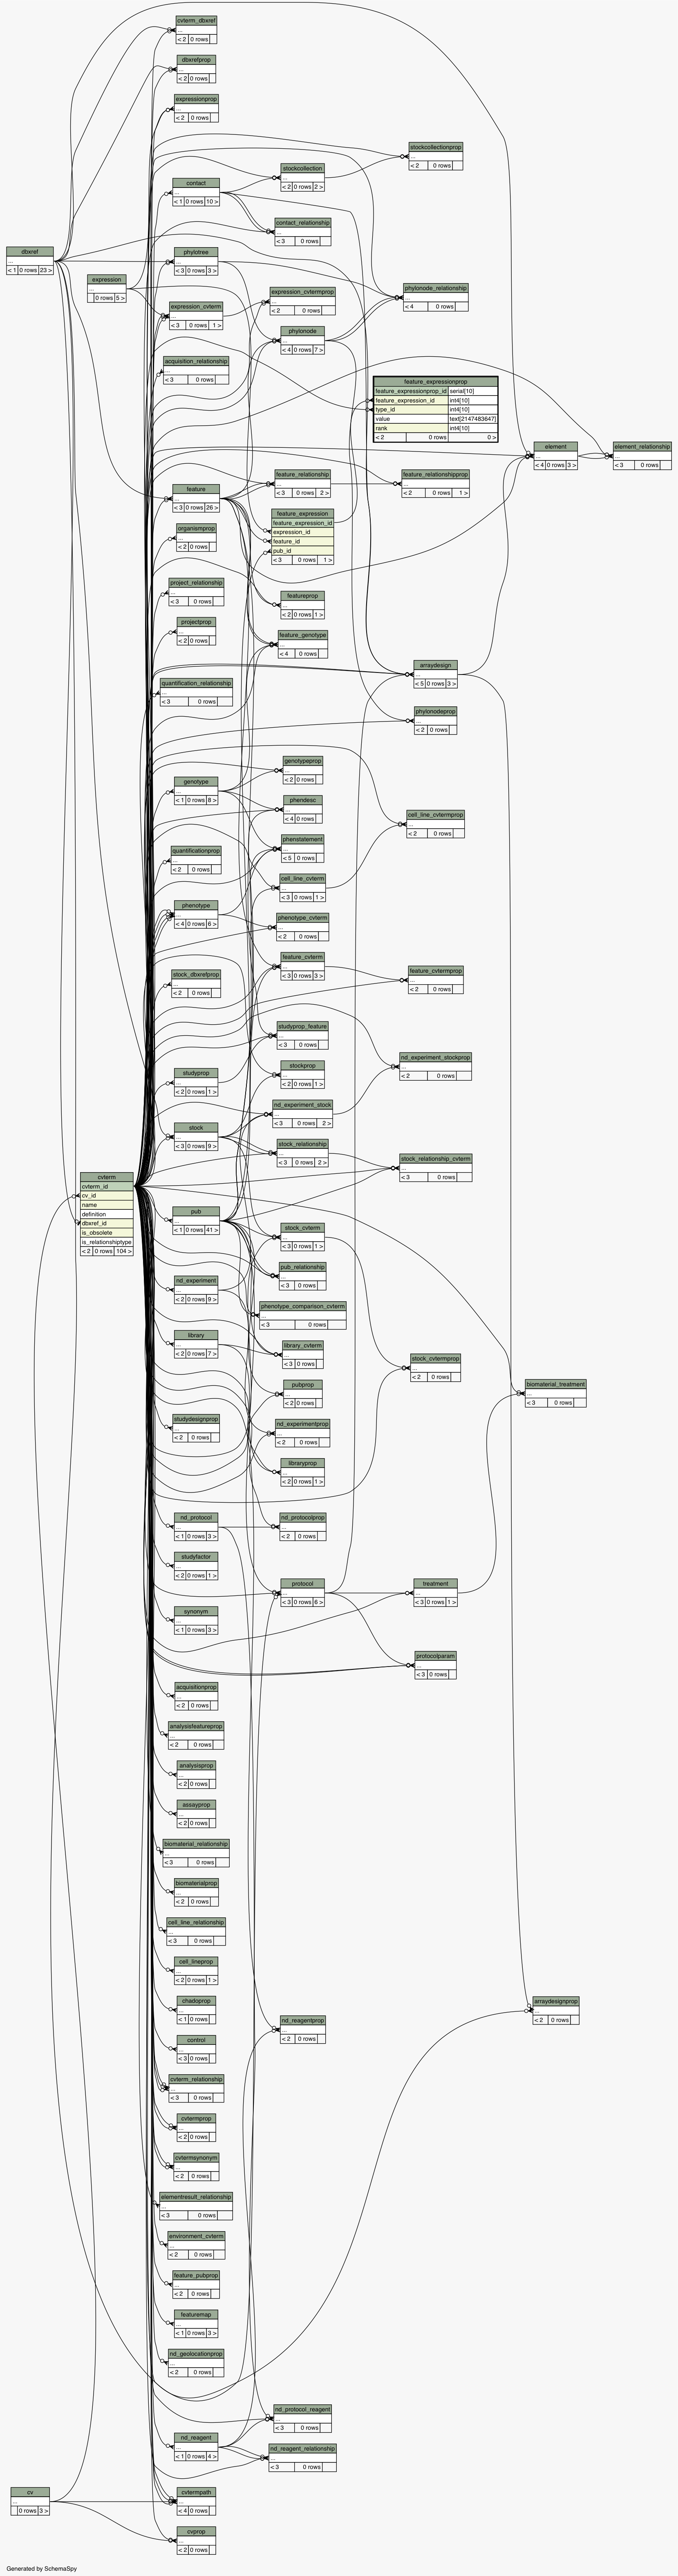 cvterm_dbxref
...
< 2 0 rows
dbxrefprop
...
< 2 0 rows
expressionprop
...
< 2 0 rows
stockcollectionprop
...
< 2 0 rows
stockcollection
...
< 2 0 rows 2 >
contact
...
< 1 0 rows 10 >
contact_relationship
...
< 3 0 rows
dbxref
...
< 1 0 rows 23 >
phylotree
...
< 3 0 rows 3 >
expression
...
0 rows 5 >
phylonode_relationship
...
< 4 0 rows
expression_cvtermprop
...
< 2 0 rows
expression_cvterm
...
< 3 0 rows 1 >
phylonode
...
< 4 0 rows 7 >
acquisition_relationship
...
< 3 0 rows
feature_expressionprop
feature_expressionprop_id serial[10]
feature_expression_id int4[10]
type_id int4[10]
value text[2147483647]
rank int4[10]
< 2 0 rows 0 >
element
...
< 4 0 rows 3 >
element_relationship
...
< 3 0 rows
feature_relationship
...
< 3 0 rows 2 >
feature_relationshipprop
...
< 2 0 rows 1 >
feature
...
< 3 0 rows 26 >
feature_expression
feature_expression_id
expression_id
feature_id
pub_id
< 3 0 rows 1 >
organismprop
...
< 2 0 rows
project_relationship
...
< 3 0 rows
featureprop
...
< 2 0 rows 1 >
projectprop
...
< 2 0 rows
feature_genotype
...
< 4 0 rows
arraydesign
...
< 5 0 rows 3 >
quantification_relationship
...
< 3 0 rows
phylonodeprop
...
< 2 0 rows
genotypeprop
...
< 2 0 rows
genotype
...
< 1 0 rows 8 >
phendesc
...
< 4 0 rows
cell_line_cvtermprop
...
< 2 0 rows
phenstatement
...
< 5 0 rows
quantificationprop
...
< 2 0 rows
cell_line_cvterm
...
< 3 0 rows 1 >
phenotype
...
< 4 0 rows 6 >
phenotype_cvterm
...
< 2 0 rows
feature_cvterm
...
< 3 0 rows 3 >
feature_cvtermprop
...
< 2 0 rows
stock_dbxrefprop
...
< 2 0 rows
studyprop_feature
...
< 3 0 rows
nd_experiment_stockprop
...
< 2 0 rows
stockprop
...
< 2 0 rows 1 >
studyprop
...
< 2 0 rows 1 >
nd_experiment_stock
...
< 3 0 rows 2 >
stock
...
< 3 0 rows 9 >
stock_relationship
...
< 3 0 rows 2 >
stock_relationship_cvterm
...
< 3 0 rows
cvterm
cvterm_id
cv_id
name
definition
dbxref_id
is_obsolete
is_relationshiptype
< 2 0 rows 104 >
pub
...
< 1 0 rows 41 >
stock_cvterm
...
< 3 0 rows 1 >
pub_relationship
...
< 3 0 rows
nd_experiment
...
< 2 0 rows 9 >
phenotype_comparison_cvterm
...
< 3 0 rows
library
...
< 2 0 rows 7 >
library_cvterm
...
< 3 0 rows
stock_cvtermprop
...
< 2 0 rows
pubprop
...
< 2 0 rows
biomaterial_treatment
...
< 3 0 rows
studydesignprop
...
< 2 0 rows
nd_experimentprop
...
< 2 0 rows
libraryprop
...
< 2 0 rows 1 >
nd_protocol
...
< 1 0 rows 3 >
nd_protocolprop
...
< 2 0 rows
studyfactor
...
< 2 0 rows 1 >
protocol
...
< 3 0 rows 6 >
treatment
...
< 3 0 rows 1 >
synonym
...
< 1 0 rows 3 >
protocolparam
...
< 3 0 rows
acquisitionprop
...
< 2 0 rows
analysisfeatureprop
...
< 2 0 rows
analysisprop
...
< 2 0 rows
assayprop
...
< 2 0 rows
biomaterial_relationship
...
< 3 0 rows
biomaterialprop
...
< 2 0 rows
cell_line_relationship
...
< 3 0 rows
cell_lineprop
...
< 2 0 rows 1 >
chadoprop
...
< 1 0 rows
arraydesignprop
...
< 2 0 rows
nd_reagentprop
...
< 2 0 rows
control
...
< 3 0 rows
cvterm_relationship
...
< 3 0 rows
cvtermprop
...
< 2 0 rows
cvtermsynonym
...
< 2 0 rows
elementresult_relationship
...
< 3 0 rows
environment_cvterm
...
< 2 0 rows
feature_pubprop
...
< 2 0 rows
featuremap
...
< 1 0 rows 3 >
nd_geolocationprop
...
< 2 0 rows
nd_protocol_reagent
...
< 3 0 rows
nd_reagent
...
< 1 0 rows 4 >
nd_reagent_relationship
...
< 3 0 rows
cv
...
0 rows 3 >
cvtermpath
...
< 4 0 rows
cvprop
...
< 2 0 rows
Generated by SchemaSpy